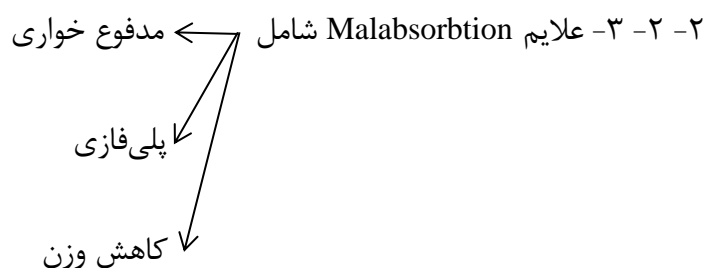 ۲- ۲- ۳- علایم Malabsorbtion شامل مدفوع خواری
پلی‌فازی
کاهش وزن